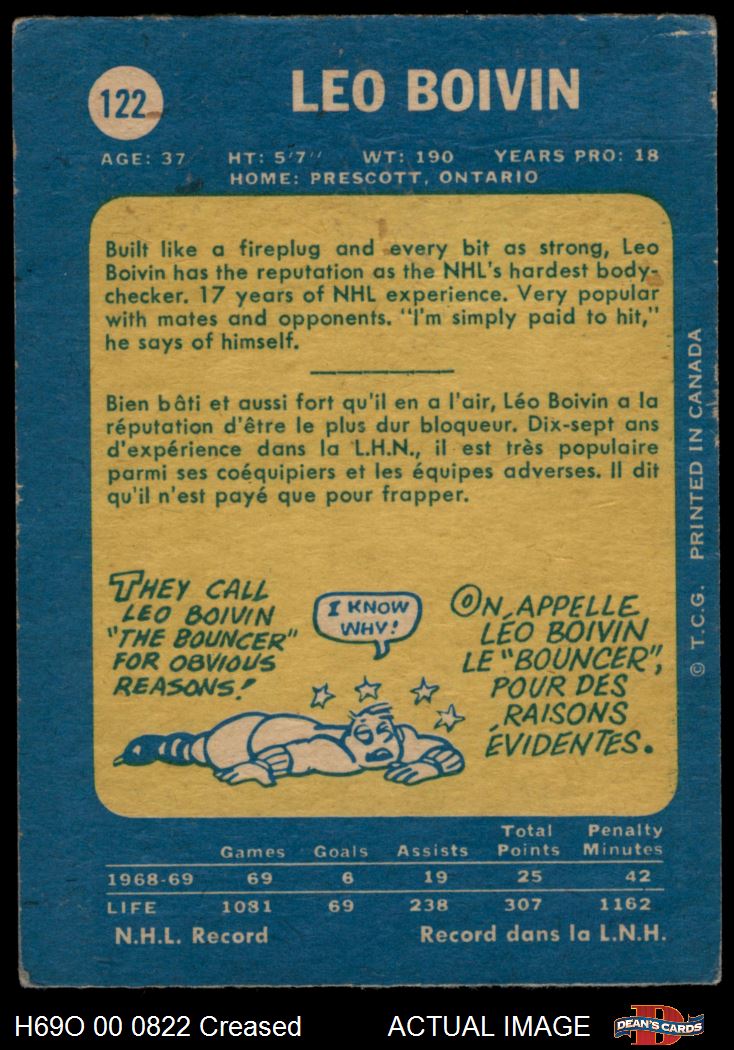 122
LEO BOIVIN
AGE: 37 HT: 5'7" WT: 190 YEARS PRO: 18
HOME: PRESCOTT, ONTARIO
Built like a fireplug and every bit as strong, Leo
Boivin has the reputation as the NHL's hardest body-
checker. 17 years of NHL experience. Very popular
with mates and opponents. "I'm simply paid to hit,"
he says of himself.
Bien bâti et aussi fort qu'il en a l'air, Léo Boivin a la
réputation d'être le plus dur bloqueur. Dix-sept ans
d'expérience dans la L.H.N., il est très populaire
parmi ses coéquipiers et les équipes adverses. Il dit
qu'il n'est payé que pour frapper.
THEY CALL
LEO BOIVIN
"THE BOUNCER"
FOR OBVIOUS
REASONS!
I KNOW
WHY!
ON APPELLE
LÉO BOIVIN
LE "BOUNCER",
POUR DES
RAISONS
ÉVIDENTES.
© T.C.G. PRINTED IN CANADA
Games Goals Assists Total Points Penalty Minutes
1968-69 69 6 19 25 42
LIFE 1081 69 238 307 1162
N.H.L. Record Record dans la L.N.H.
H69O 00 0822 Creased ACTUAL IMAGE
DEAN'S CARDS